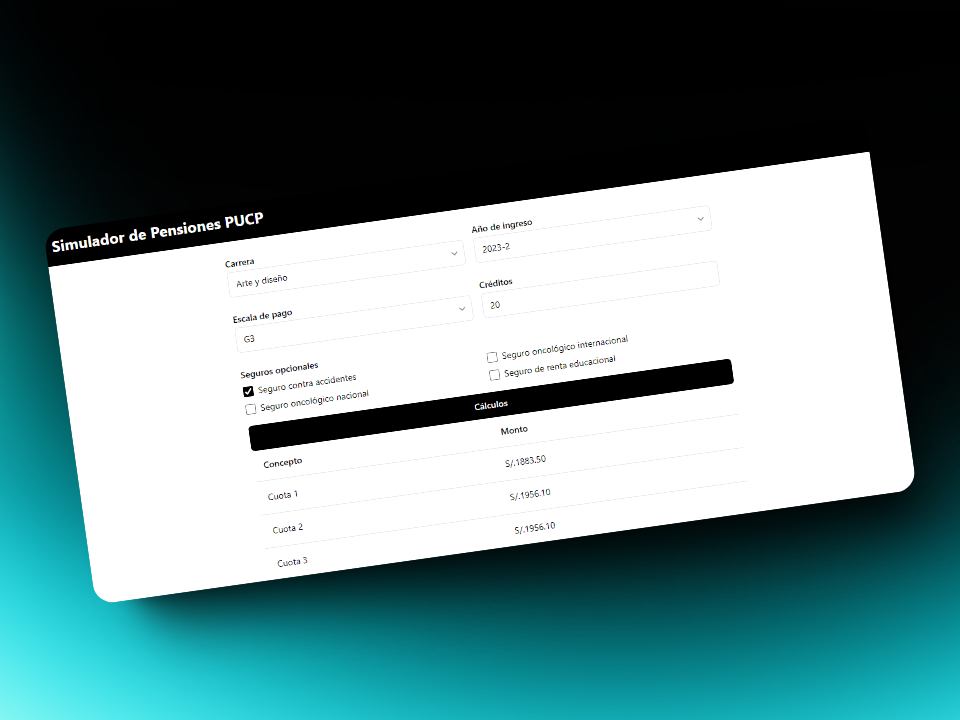 Simulador de Pensiones PUCP
Carrera
Arte y diseño
Año de ingreso
2023-2
Escala de pago
G3
Créditos
20
Seguros opcionales
Seguro contra accidentes
Seguro oncológico nacional
Seguro oncológico internacional
Seguro de renta educacional
Cálculos
Concepto Monto
Cuota 1 S/.1883.50
Cuota 2 S/.1956.10
Cuota 3 S/.1956.10